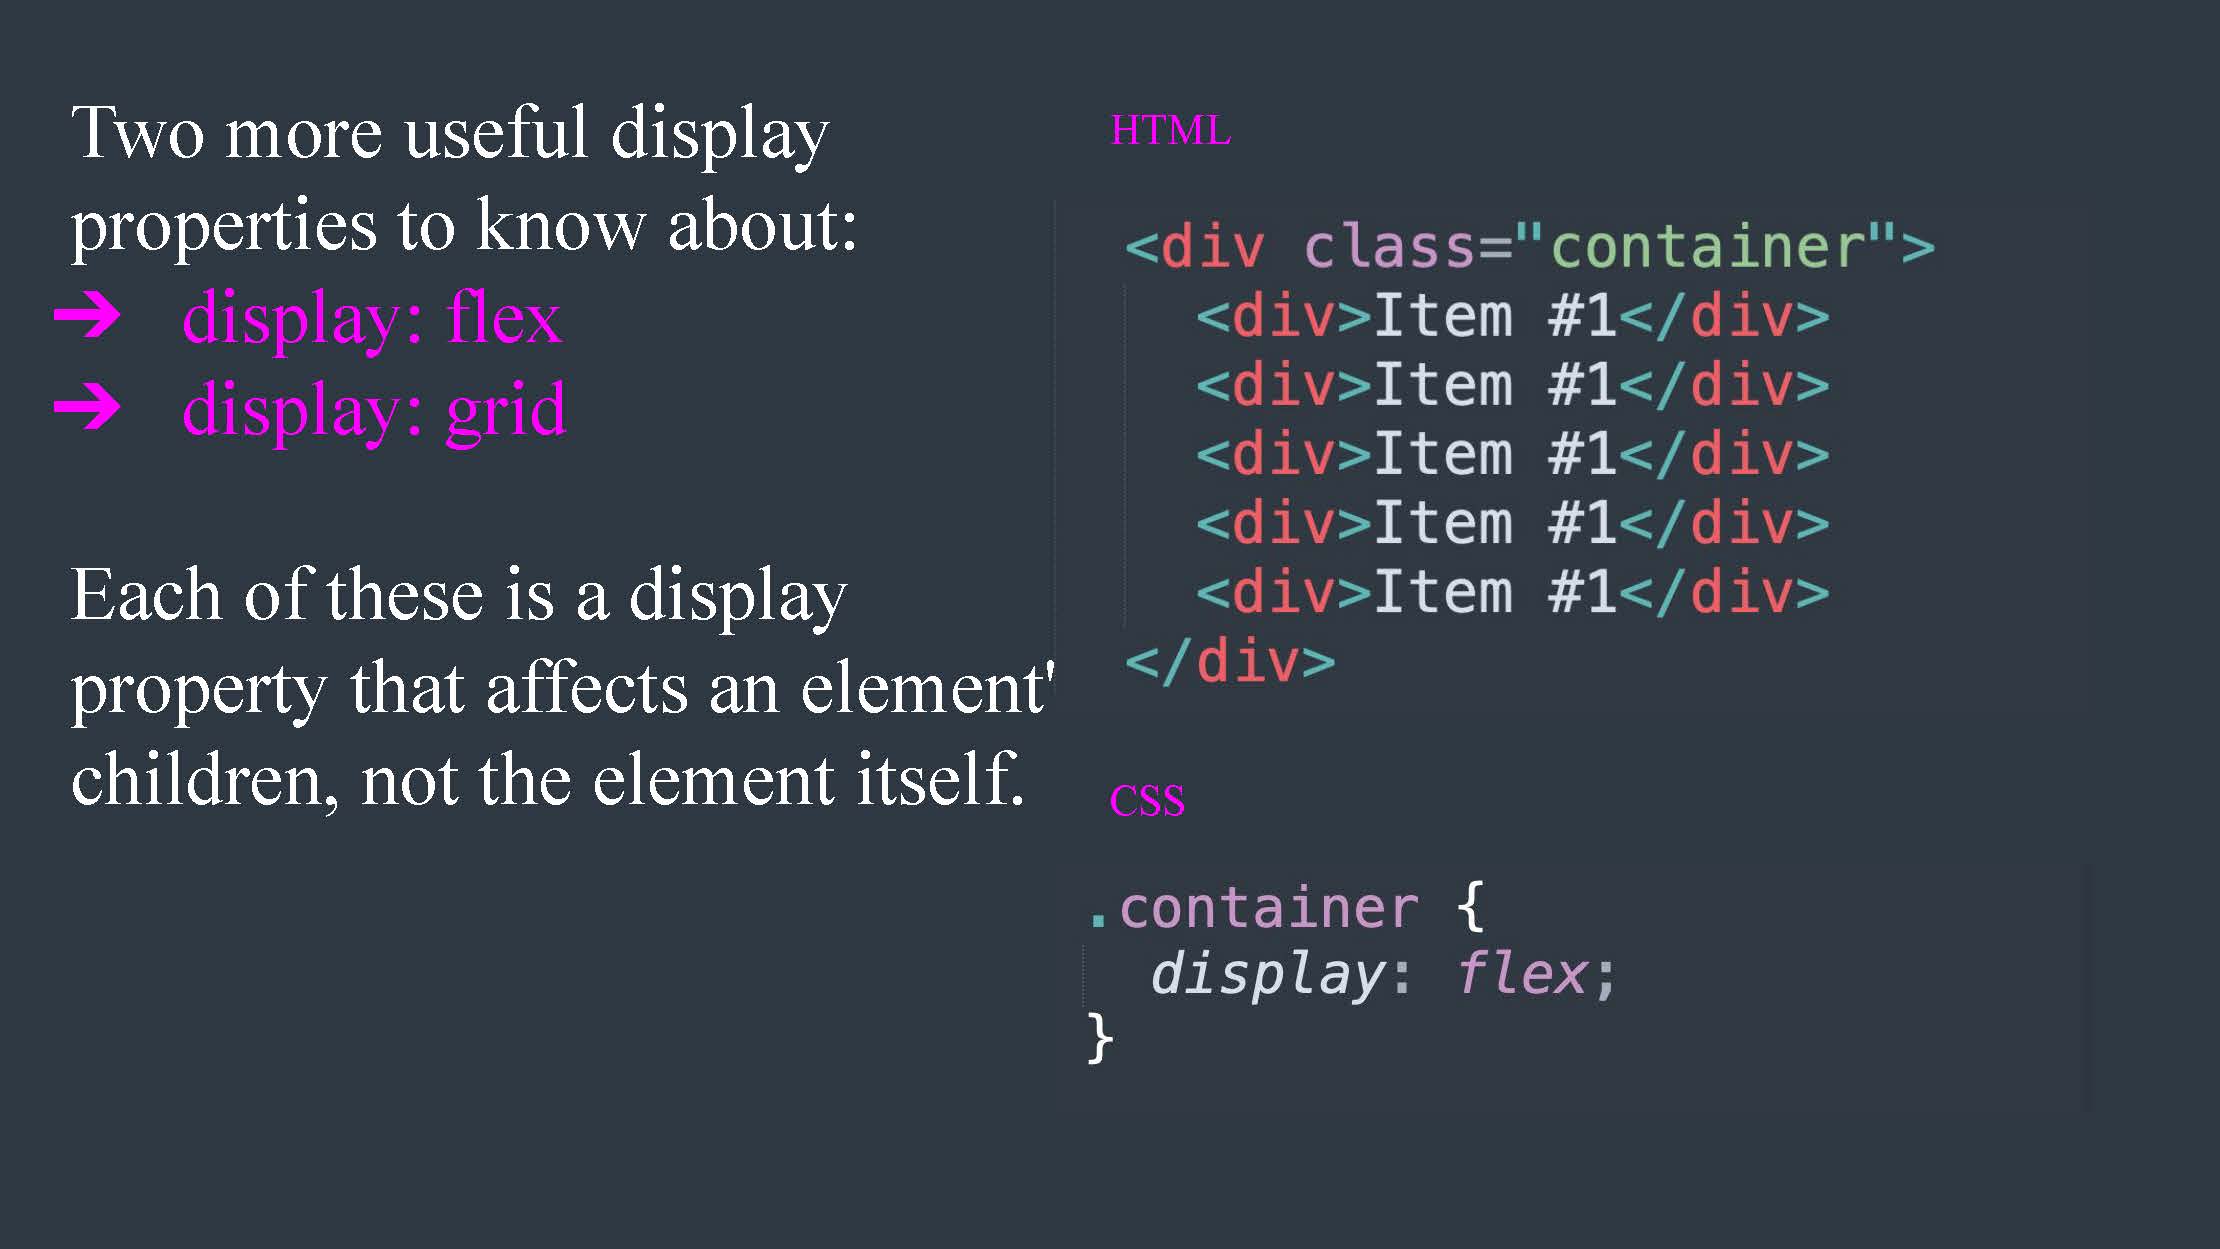 Two more useful display
properties to know about:
➔ display: flex
➔ display: grid
Each of these is a display
property that affects an element'
children, not the element itself.
HTML
<div class="container">
<div>Item #1</div>
<div>Item #1</div>
<div>Item #1</div>
<div>Item #1</div>
<div>Item #1</div>
</div>
CSS
.container {
display: flex;
}